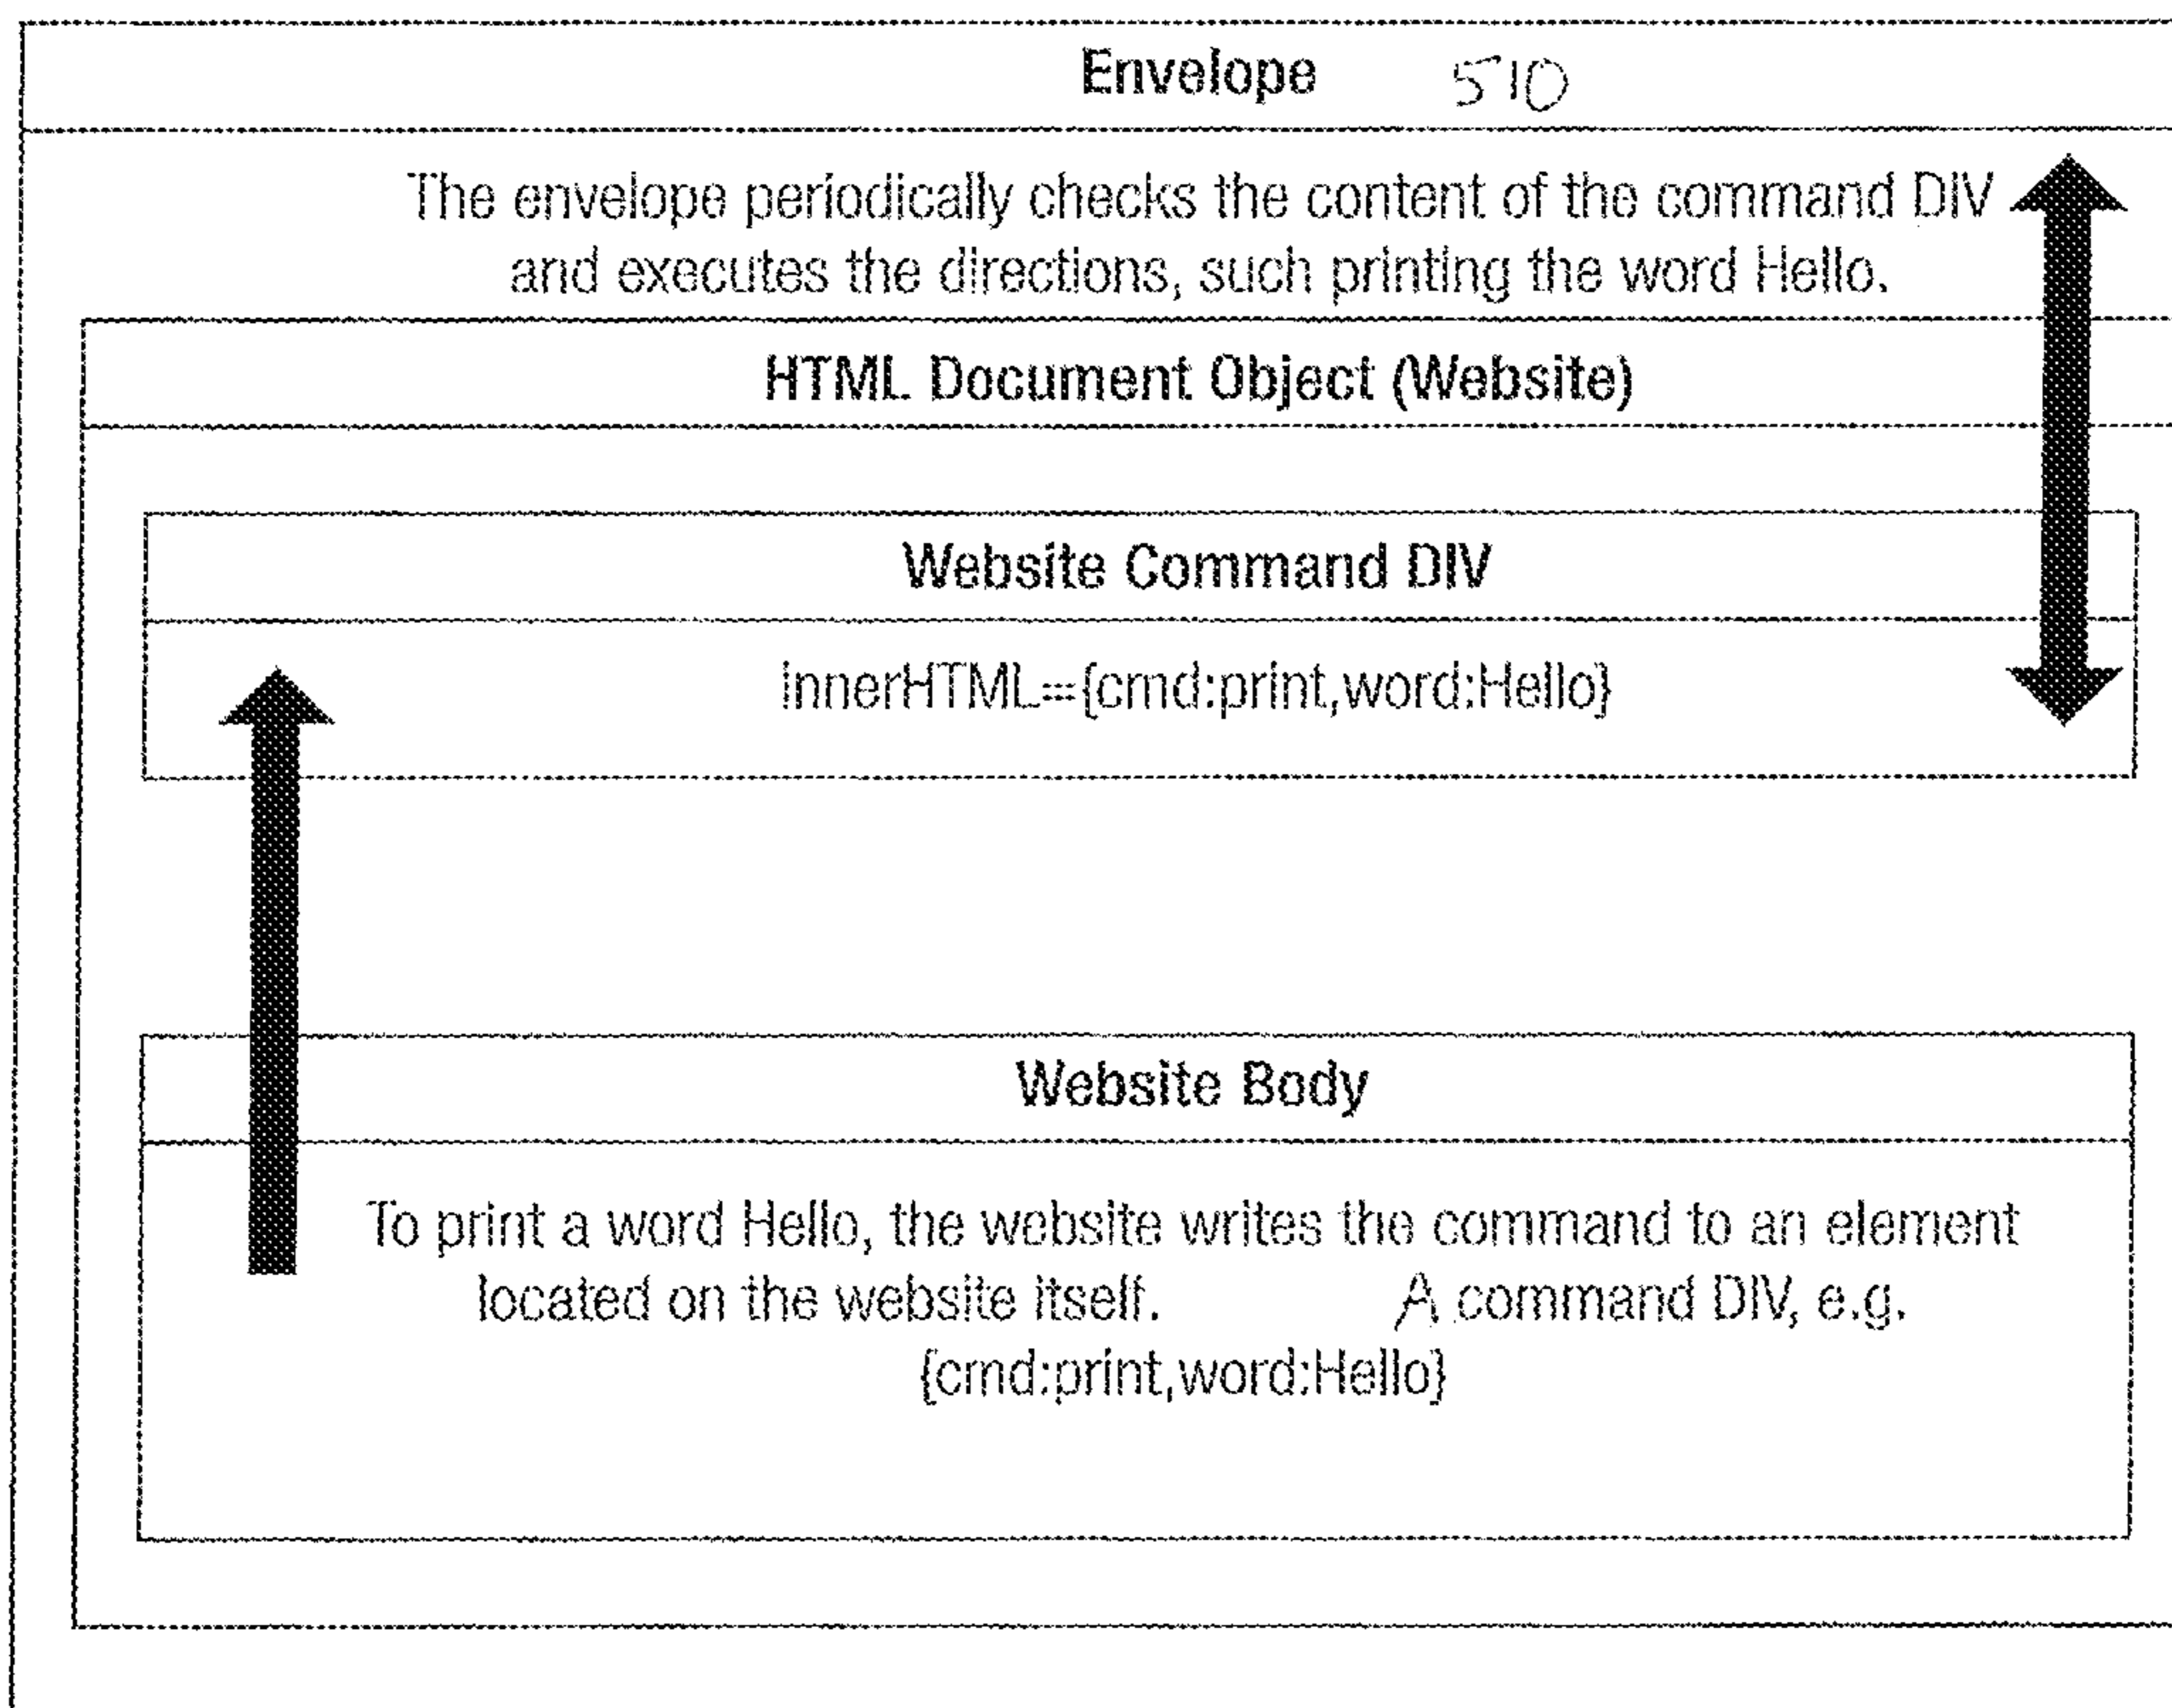 Envelope 510
The envelope periodically checks the content of the command DIV
and executes the directions, such printing the word Hello.
HTML Document Object (Website)
Website Command DIV
innerHTML={cmd:print,word:Hello}
Website Body
To print a word Hello, the website writes the command to an element
located on the website itself. A command DIV, e.g.
{cmd:print,word:Hello}